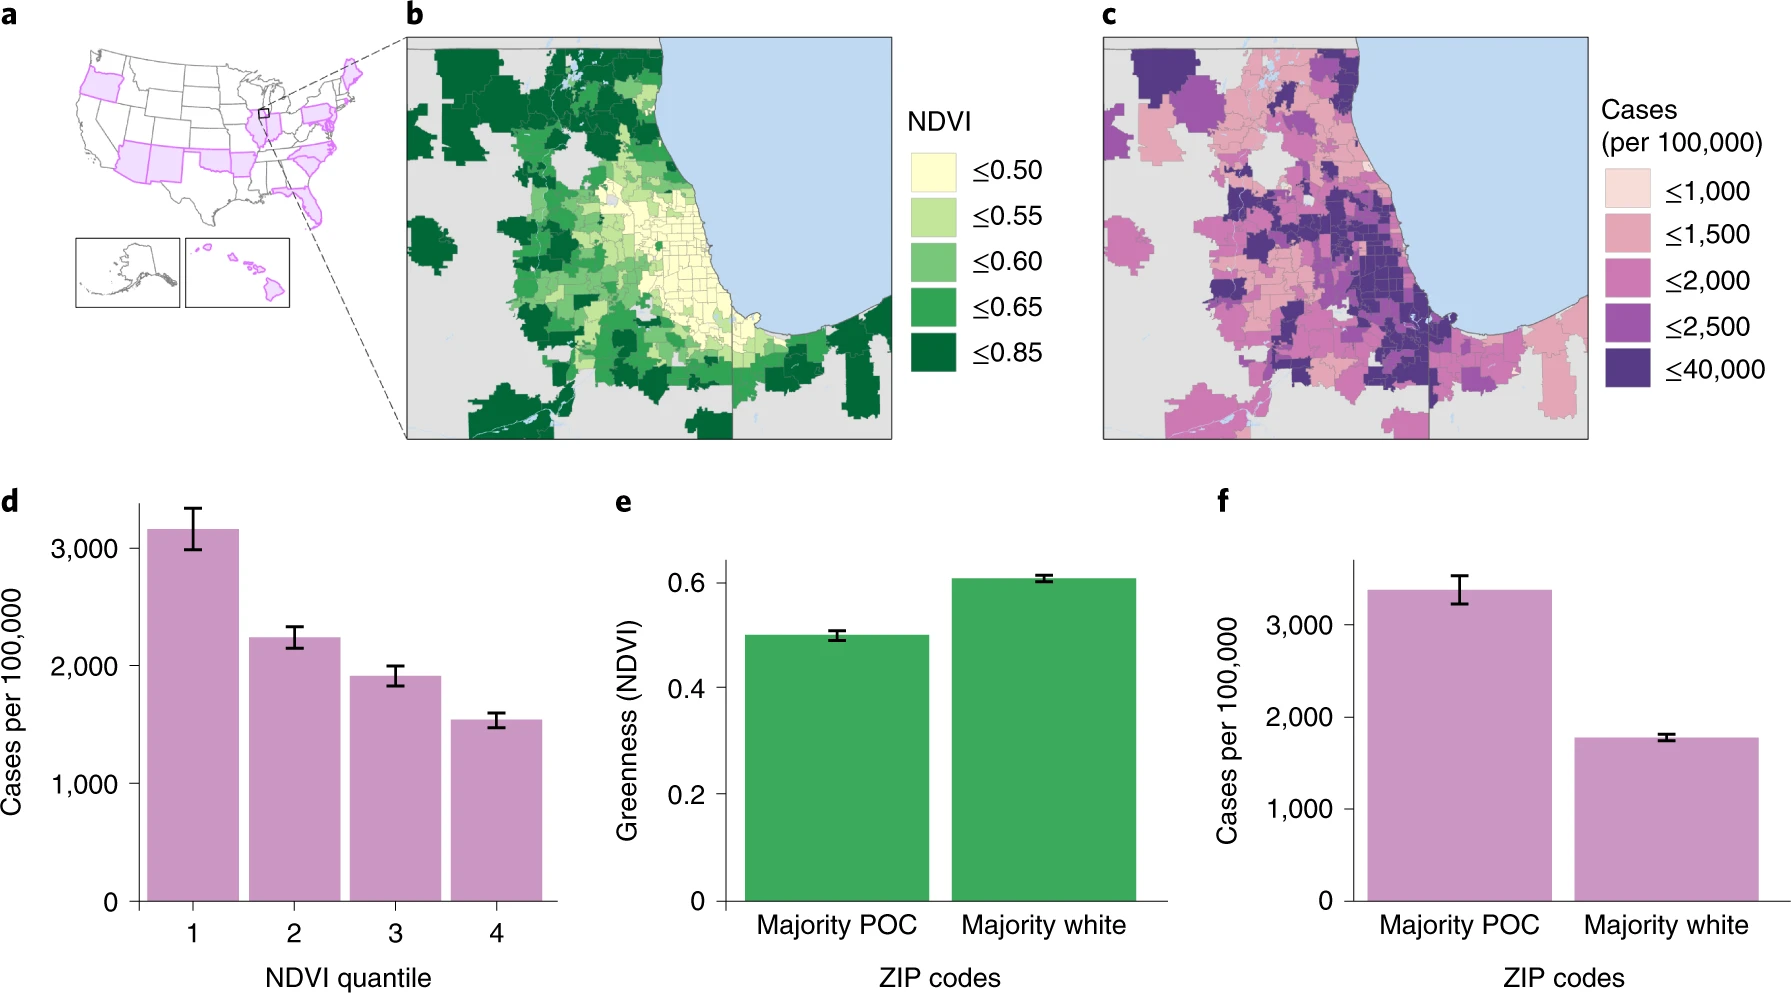 a
b
c
NDVI
≤0.50
≤0.55
≤0.60
≤0.65
≤0.85
Cases
(per 100,000)
≤1,000
≤1,500
≤2,000
≤2,500
≤40,000
d
Cases per 100,000
3,000
2,000
1,000
0
1 2 3 4
NDVI quantile
e
Greenness (NDVI)
0.6
0.4
0.2
0
Majority POC Majority white
ZIP codes
f
Cases per 100,000
3,000
2,000
1,000
0
Majority POC Majority white
ZIP codes